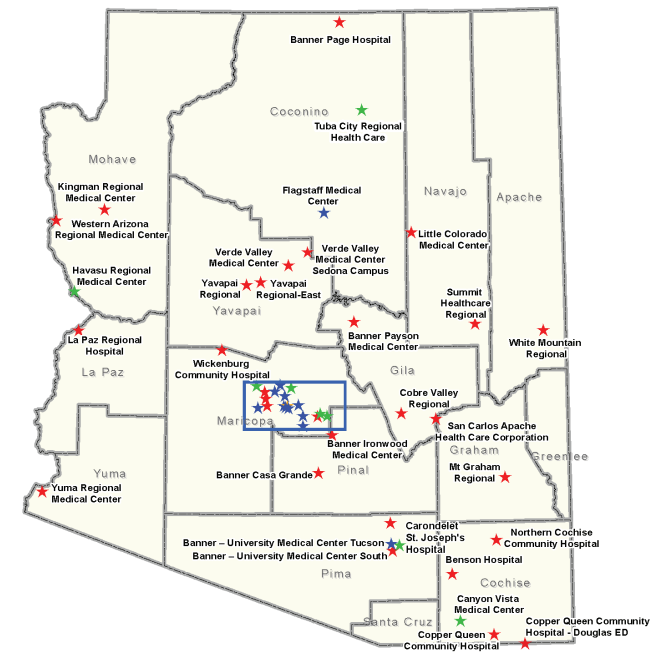 Banner Page Hospital
Coconino
Tuba City Regional
Health Care
Mohave
Kingman Regional
Medical Center
Flagstaff Medical
Center
Navajo
Apache
Western Arizona
Regional Medical Center
Little Colorado
Medical Center
Verde Valley
Medical Center
Verde Valley
Medical Center
Sedona Campus
Havasu Regional
Medical Center
Yavapai
Regional
Yavapai
Regional-East
Yavapai
Summit
Healthcare
Regional
La Paz Regional
Hospital
Banner Payson
Medical Center
White Mountain
Regional
La Paz
Wickenburg
Community Hospital
Gila
Cobre Valley
Regional
Maricopa
San Carlos Apache
Health Care Corporation
Banner Ironwood
Medical Center
Graham
Greenlee
Yuma
Banner Casa Grande
Pinal
Mt Graham
Regional
Yuma Regional
Medical Center
Carondelet
St. Joseph's
Hospital
Banner – University Medical Center Tucson
Banner – University Medical Center South
Northern Cochise
Community Hospital
Benson Hospital
Pima
Cochise
Canyon Vista
Medical Center
Santa Cruz
Copper Queen
Community Hospital
Copper Queen Community
Hospital - Douglas ED